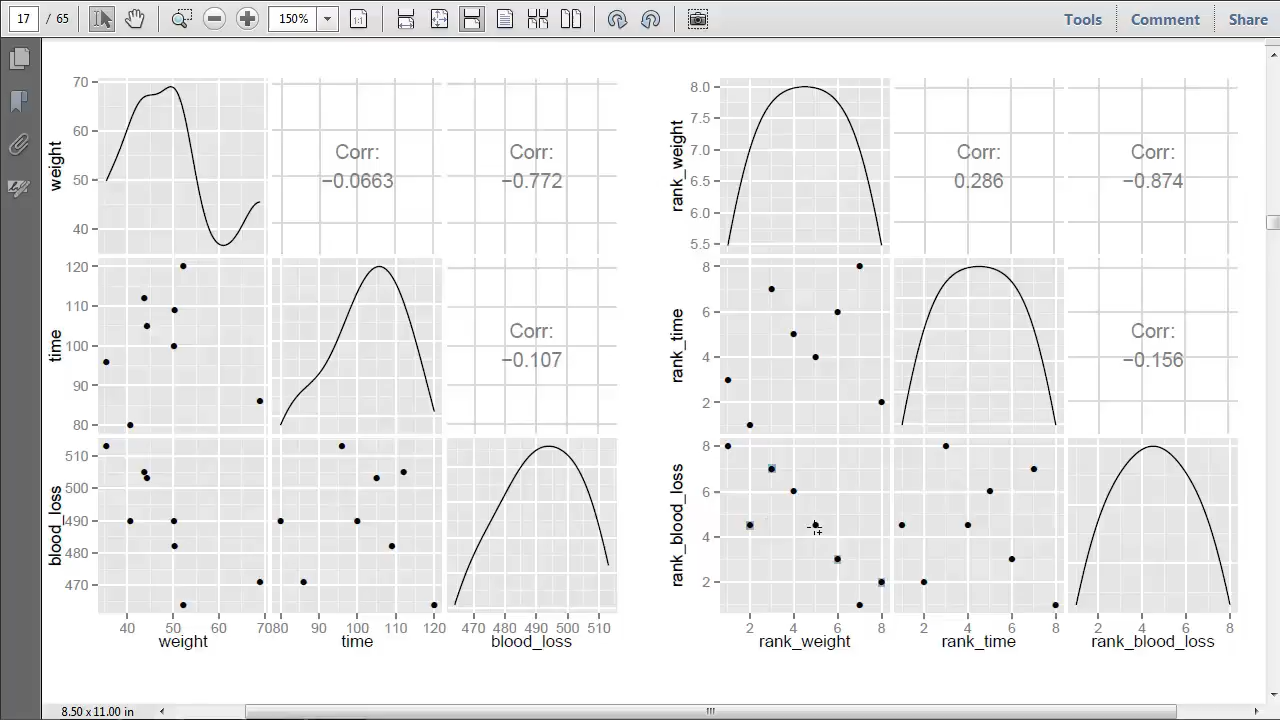 17 / 65 150% 1:1 Tools Comment Share
70
60
50
40
weight
Corr:
−0.0663
Corr:
−0.772
120
110
100
90
80
time
Corr:
−0.107
510
500
490
480
470
blood_loss
40 50 60 70
weight
80 90 100 110 120
time
470 480 490 500 510
blood_loss
8.0
7.5
7.0
6.5
6.0
5.5
rank_weight
Corr:
0.286
Corr:
−0.874
8
6
4
2
rank_time
Corr:
−0.156
8
6
4
2
rank_blood_loss
2 4 6 8
rank_weight
2 4 6 8
rank_time
2 4 6 8
rank_blood_loss
8.50 x 11.00 in